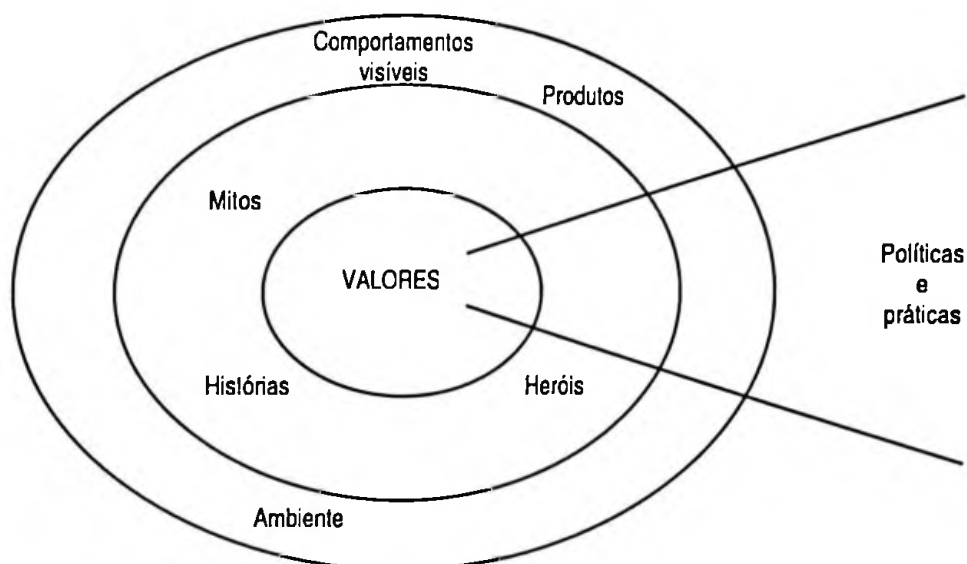 Comportamentos
visíveis
Produtos
Mitos
VALORES
Políticas
e
práticas
Histórias
Heróis
Ambiente